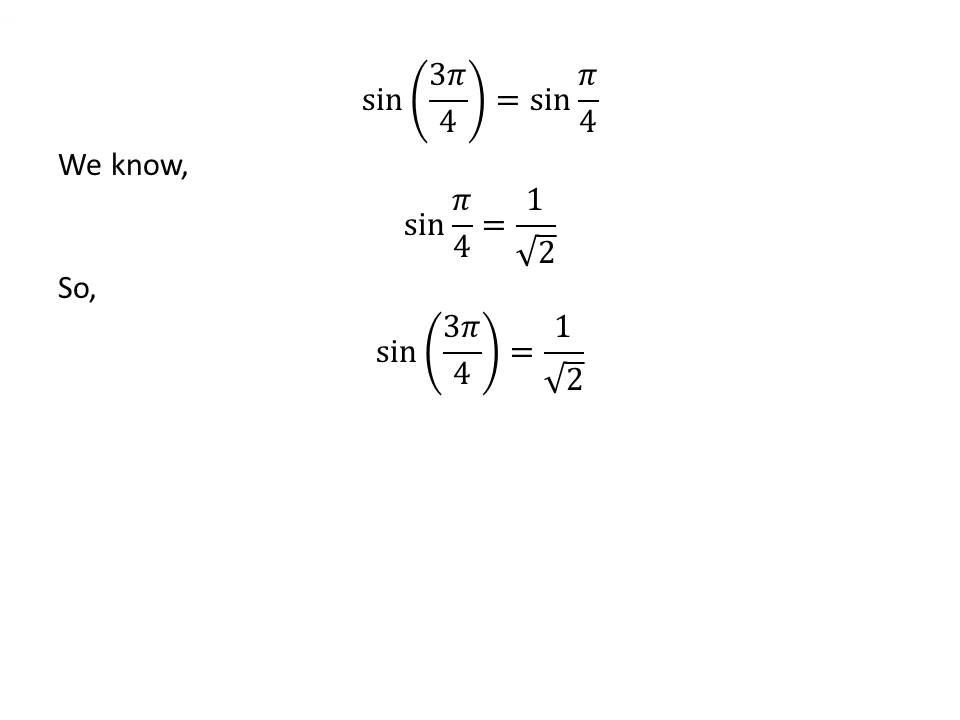 sin(3π/4) = sin π/4
We know,
sin π/4 = 1/√2
So,
sin(3π/4) = 1/√2